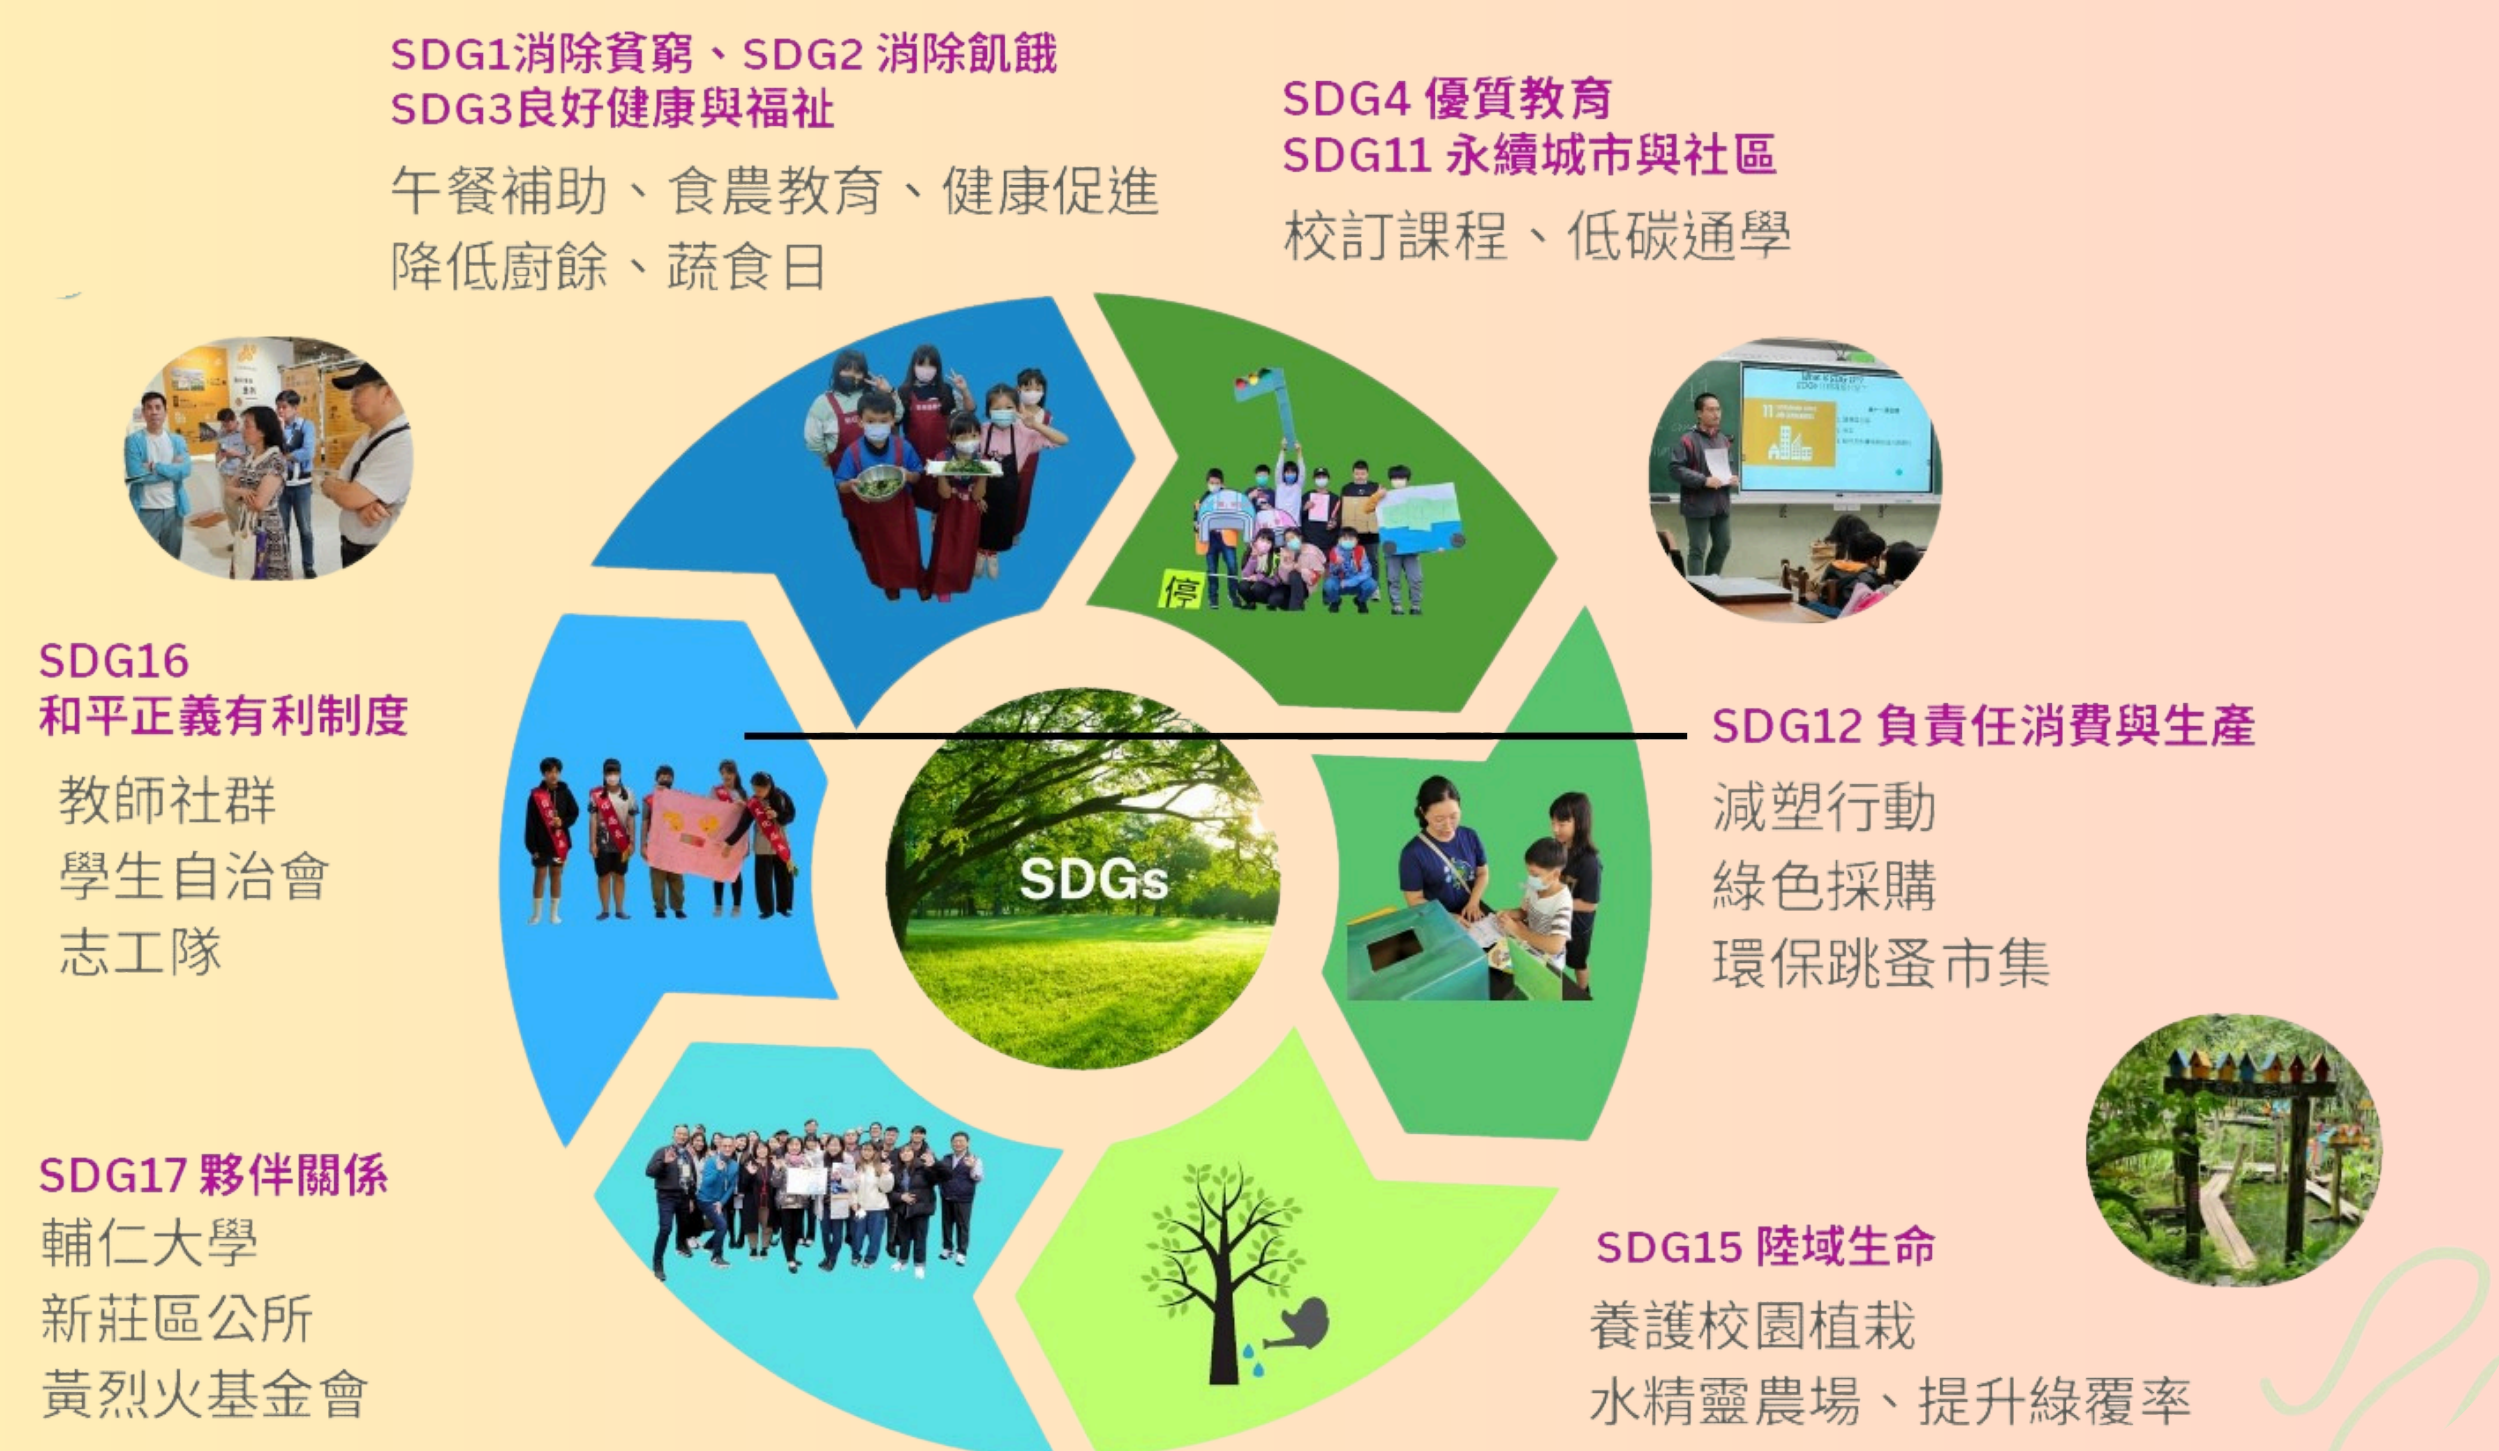 SDG1消除貧窮、SDG2 消除飢餓
SDG3良好健康與福祉
午餐補助、食農教育、健康促進
降低廚餘、蔬食日
SDG4 優質教育
SDG11 永續城市與社區
校訂課程、低碳通學
停
11
SDG16
和平正義有利制度
教師社群
學生自治會
志工隊
SDGs
SDG12 負責任消費與生產
減塑行動
綠色採購
環保跳蚤市集
SDG17 夥伴關係
輔仁大學
新莊區公所
黃烈火基金會
SDG15 陸域生命
養護校園植栽
水精靈農場、提升綠覆率